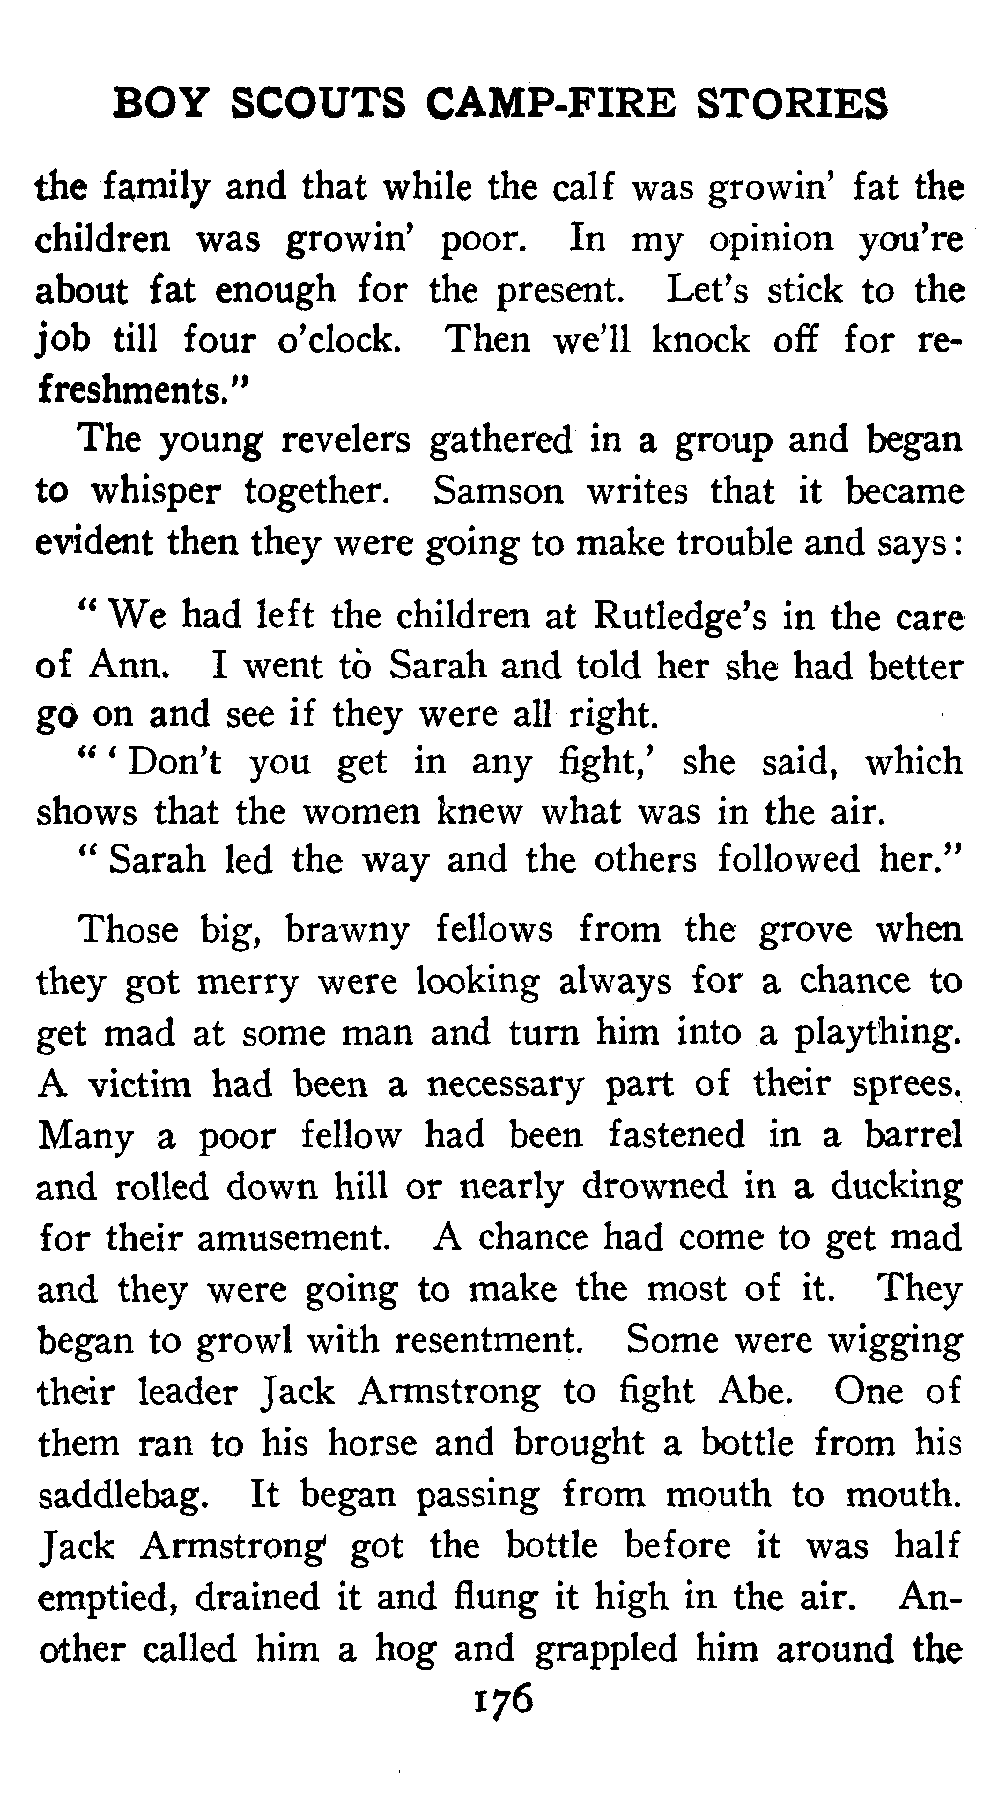 BOY SCOUTS CAMP-FIRE STORIES
the family and that while the calf was growin' fat the
children was growin' poor. In my opinion you're
about fat enough for the present. Let's stick to the
job till four o'clock. Then we'll knock off for re-
freshments."
The young revelers gathered in a group and began
to whisper together. Samson writes that it became
evident then they were going to make trouble and says:
"We had left the children at Rutledge's in the care
of Ann. I went to Sarah and told her she had better
go on and see if they were all right.
"'Don't you get in any fight,' she said, which
shows that the women knew what was in the air.
"Sarah led the way and the others followed her."
Those big, brawny fellows from the grove when
they got merry were looking always for a chance to
get mad at some man and turn him into a plaything.
A victim had been a necessary part of their sprees.
Many a poor fellow had been fastened in a barrel
and rolled down hill or nearly drowned in a ducking
for their amusement. A chance had come to get mad
and they were going to make the most of it. They
began to growl with resentment. Some were wigging
their leader Jack Armstrong to fight Abe. One of
them ran to his horse and brought a bottle from his
saddlebag. It began passing from mouth to mouth.
Jack Armstrong got the bottle before it was half
emptied, drained it and flung it high in the air. An-
other called him a hog and grappled him around the
176